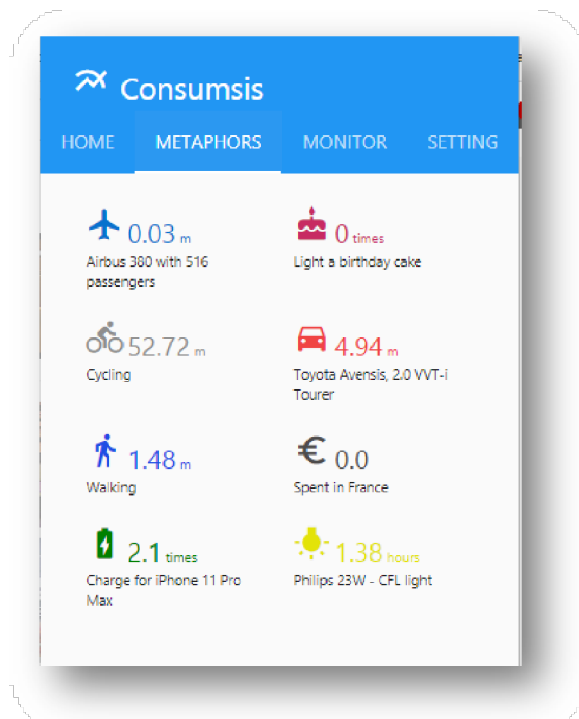 Consumsis
HOME METAPHORS MONITOR SETTING
0.03 m
Airbus 380 with 516
passengers
0 times
Light a birthday cake
52.72 m
Cycling
4.94 m
Toyota Avensis, 2.0 VVT-i
Tourer
1.48 m
Walking
€ 0.0
Spent in France
2.1 times
Charge for iPhone 11 Pro
Max
1.38 hours
Philips 23W - CFL light